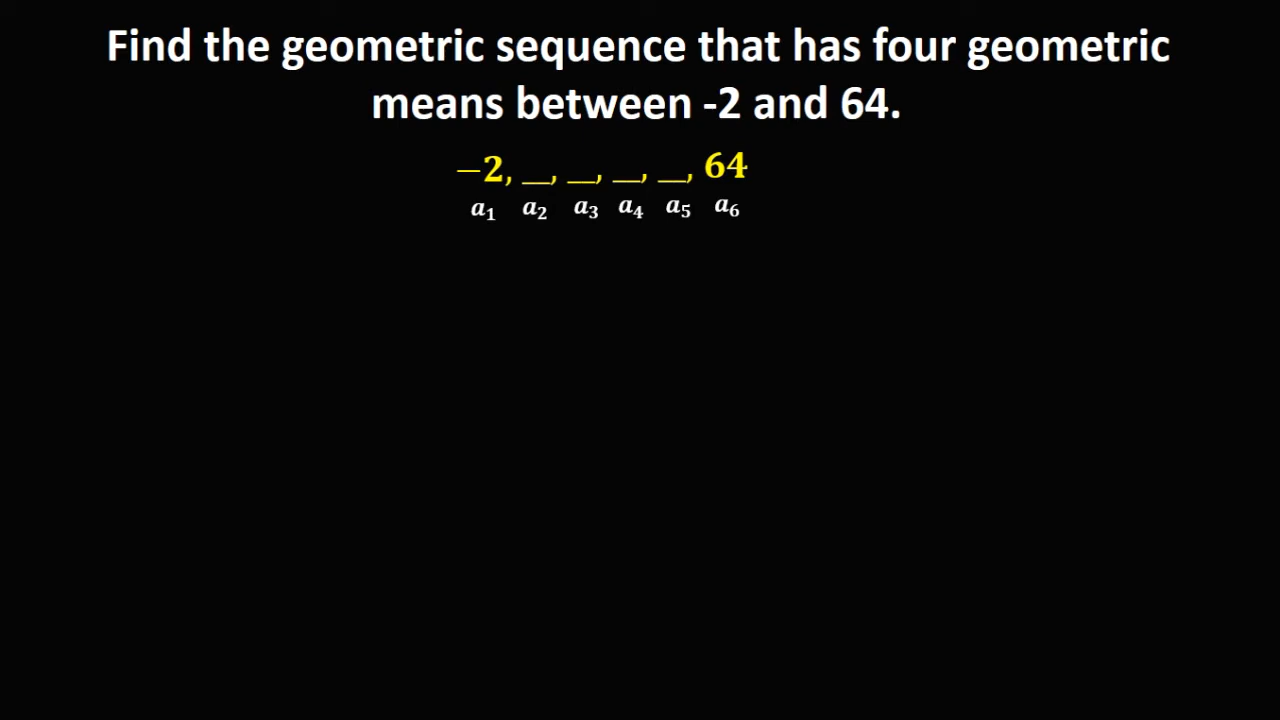 Find the geometric sequence that has four geometric
means between -2 and 64.
−2, __, __, __, __, 64
a₁ a₂ a₃ a₄ a₅ a₆